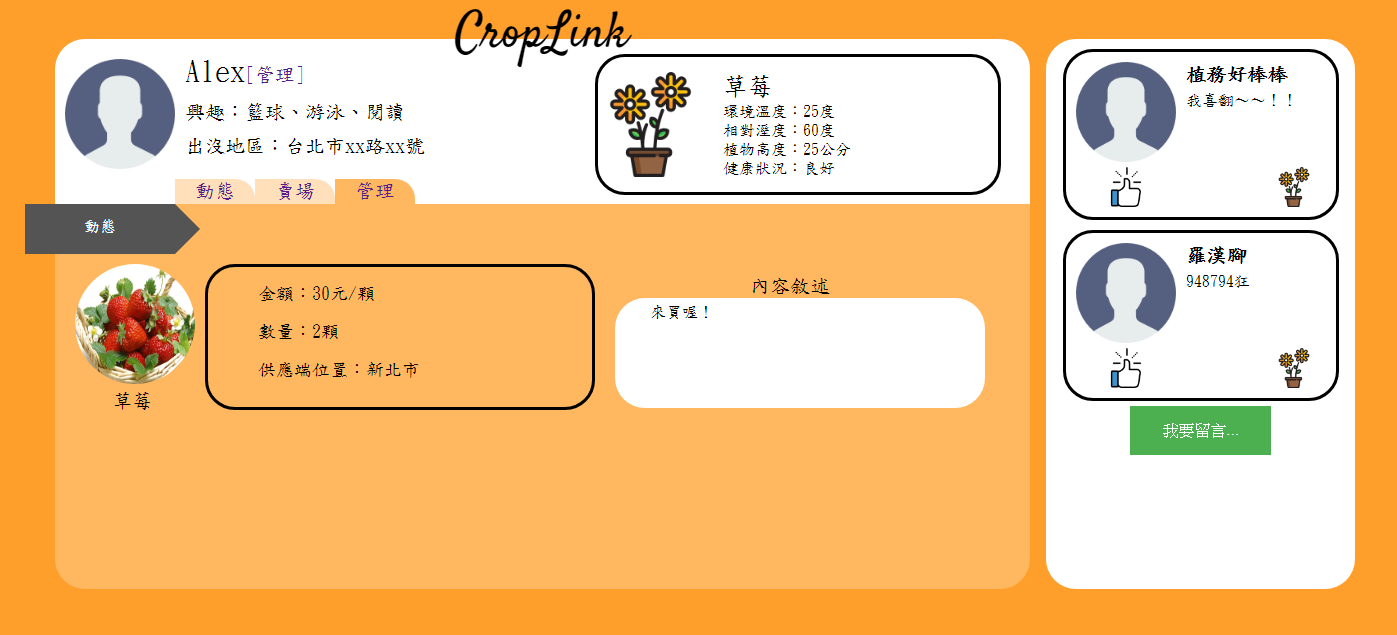 CropLink
Alex[管理]
興趣：籃球、游泳、閱讀
出沒地區：台北市xx路xx號
草莓
環境溫度：25度
相對溼度：60度
植物高度：25公分
健康狀況：良好
動態
賣場
管理
動態
草莓
金額：30元/顆
數量：2顆
供應端位置：新北市
內容敘述
來買喔！
植務好棒棒
我喜翻～～！！
羅漢腳
948794狂
我要留言...